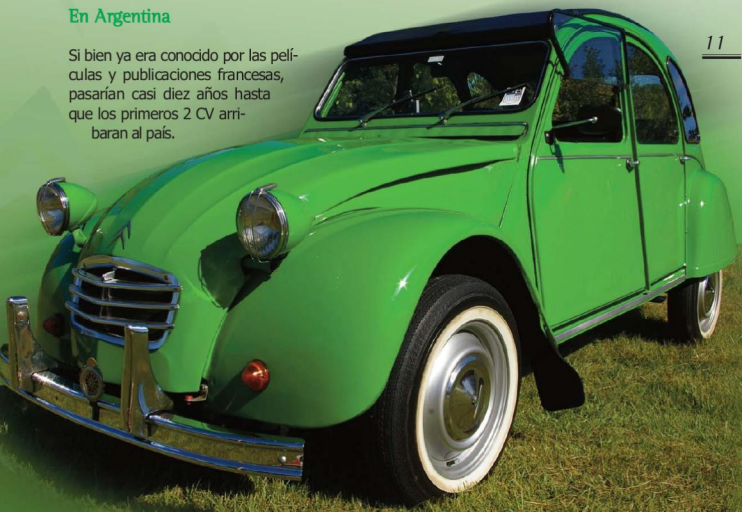 En Argentina
11
Si bien ya era conocido por las pelí-
culas y publicaciones francesas,
pasarían casi diez años hasta
que los primeros 2 CV arri-
baran al país.